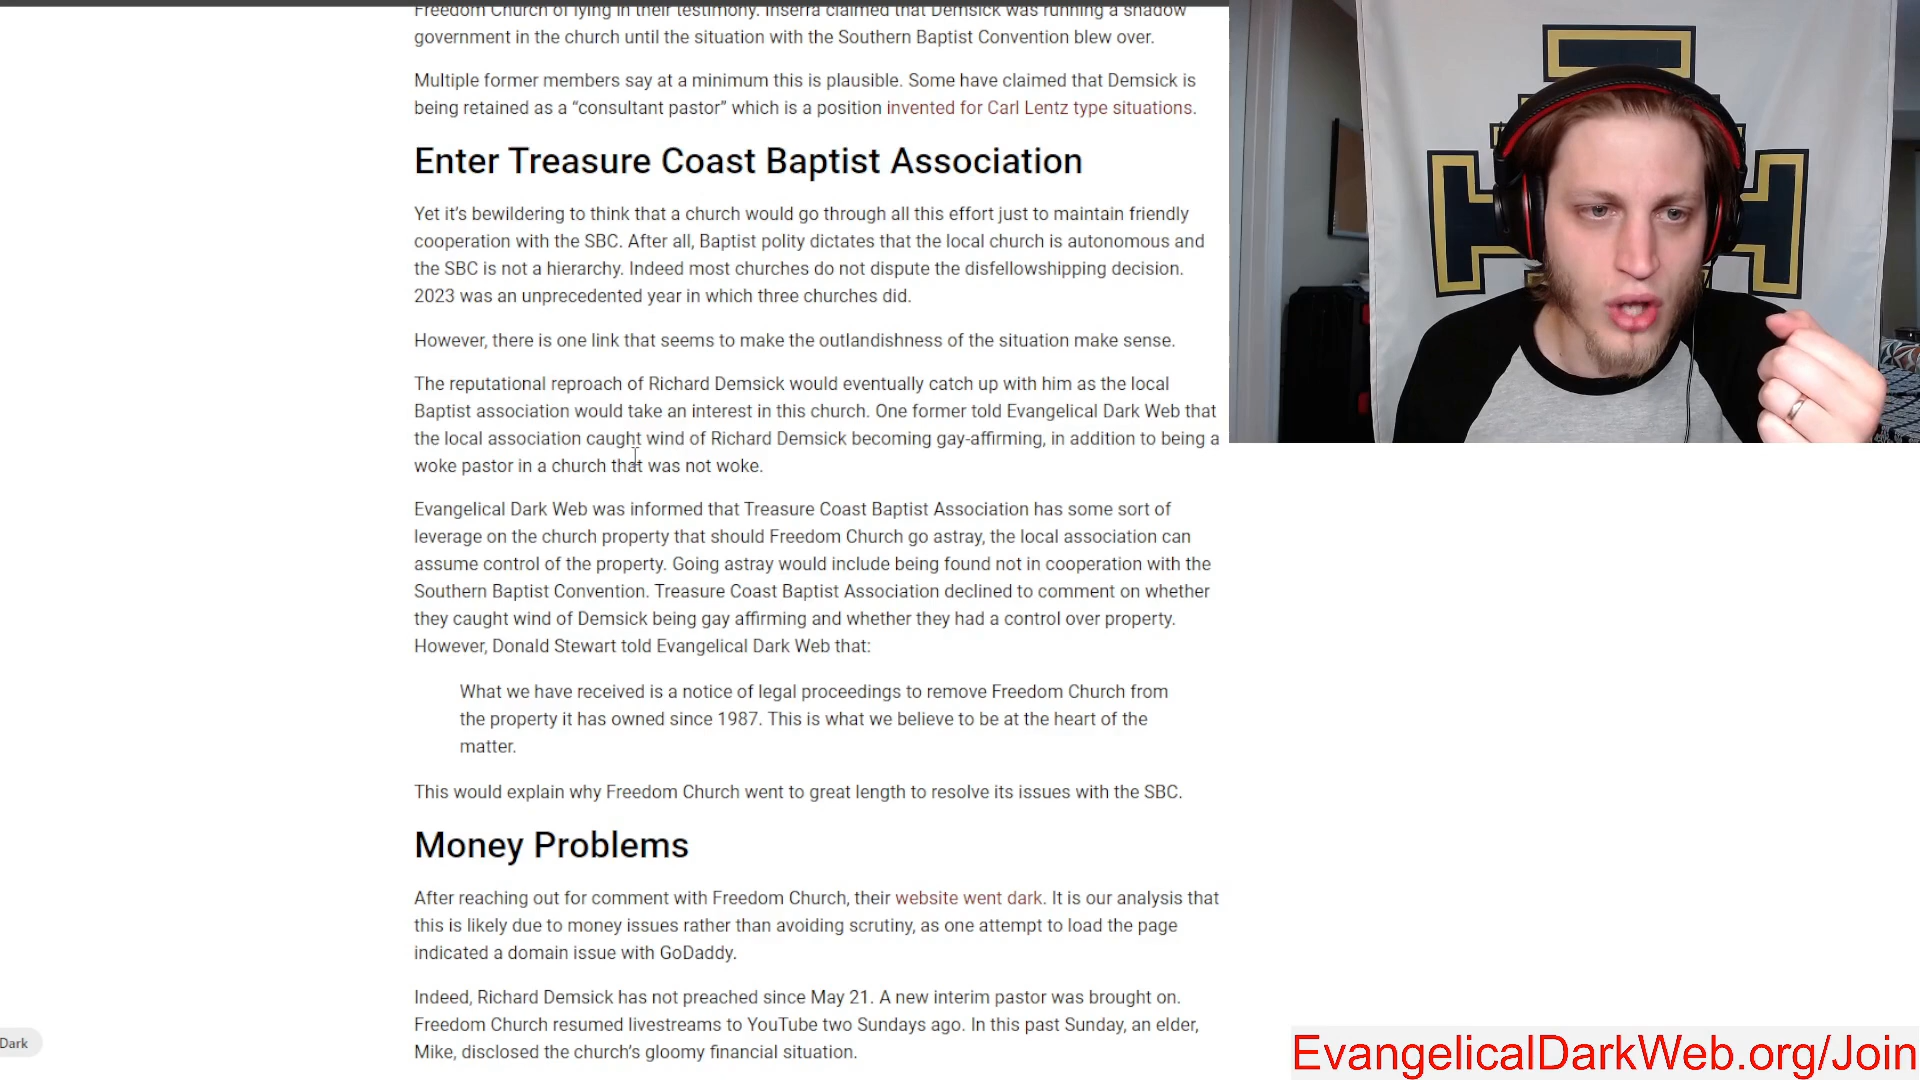 Freedom Church of lying in their testimony. Inserra claimed that Demsick was running a shadow
government in the church until the situation with the Southern Baptist Convention blew over.
Multiple former members say at a minimum this is plausible. Some have claimed that Demsick is
being retained as a “consultant pastor” which is a position invented for Carl Lentz type situations.
Enter Treasure Coast Baptist Association
Yet it’s bewildering to think that a church would go through all this effort just to maintain friendly
cooperation with the SBC. After all, Baptist polity dictates that the local church is autonomous and
the SBC is not a hierarchy. Indeed most churches do not dispute the disfellowshipping decision.
2023 was an unprecedented year in which three churches did.
However, there is one link that seems to make the outlandishness of the situation make sense.
The reputational reproach of Richard Demsick would eventually catch up with him as the local
Baptist association would take an interest in this church. One former told Evangelical Dark Web that
the local association caught wind of Richard Demsick becoming gay-affirming, in addition to being a
woke pastor in a church that was not woke.
Evangelical Dark Web was informed that Treasure Coast Baptist Association has some sort of
leverage on the church property that should Freedom Church go astray, the local association can
assume control of the property. Going astray would include being found not in cooperation with the
Southern Baptist Convention. Treasure Coast Baptist Association declined to comment on whether
they caught wind of Demsick being gay affirming and whether they had a control over property.
However, Donald Stewart told Evangelical Dark Web that:
What we have received is a notice of legal proceedings to remove Freedom Church from
the property it has owned since 1987. This is what we believe to be at the heart of the
matter.
This would explain why Freedom Church went to great length to resolve its issues with the SBC.
Money Problems
After reaching out for comment with Freedom Church, their website went dark. It is our analysis that
this is likely due to money issues rather than avoiding scrutiny, as one attempt to load the page
indicated a domain issue with GoDaddy.
Indeed, Richard Demsick has not preached since May 21. A new interim pastor was brought on.
Freedom Church resumed livestreams to YouTube two Sundays ago. In this past Sunday, an elder,
Mike, disclosed the church’s gloomy financial situation.
Dark
EvangelicalDarkWeb.org/Join